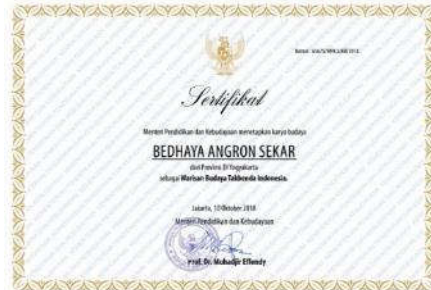 Sertifikat
Menteri Pendidikan dan Kebudayaan menetapkan karya budaya
BEDHAYA ANGRON SEKAR
dari Provinsi DI Yogyakarta
sebagai Warisan Budaya Takbenda Indonesia.
Jakarta, 10 Oktober 2018
Menteri Pendidikan dan Kebudayaan
Prof. Dr. Muhadjir Effendy